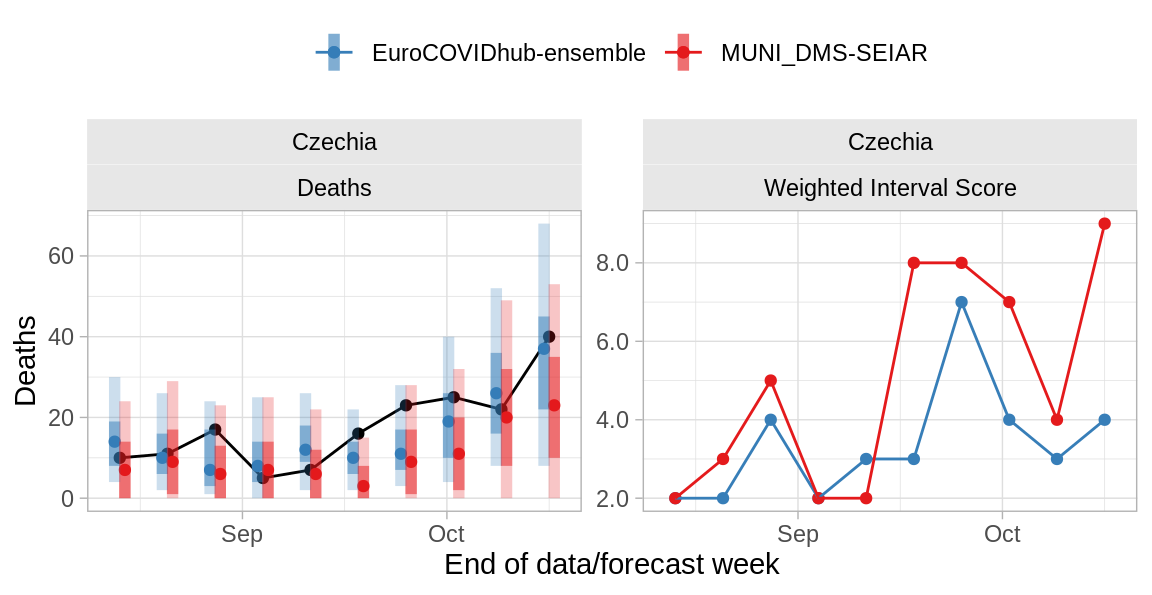 EuroCOVIDhub-ensemble MUNI_DMS-SEIAR
Czechia
Deaths
Deaths
60
40
20
0
Sep Oct
Czechia
Weighted Interval Score
8.0
6.0
4.0
2.0
Sep Oct
End of data/forecast week